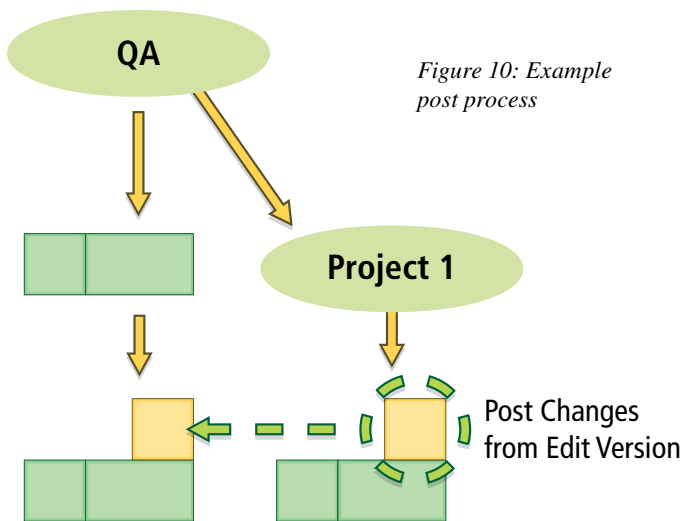 QA
Figure 10: Example
post process
Project 1
Post Changes
from Edit Version